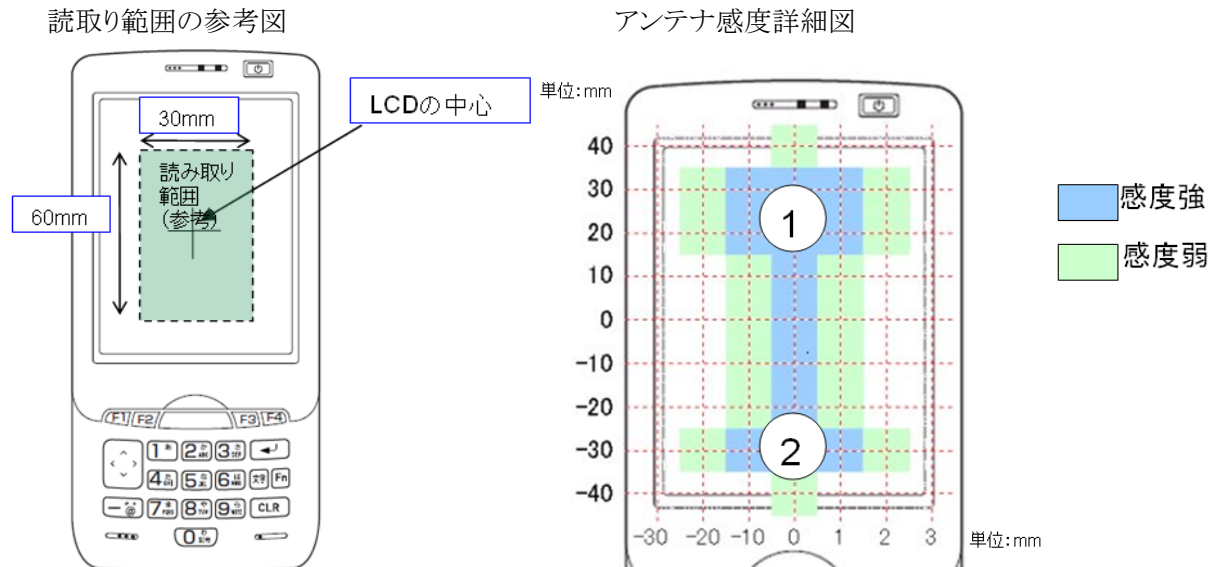 読取り範囲の参考図
アンテナ感度詳細図
30mm
LCDの中心
60mm
読み取り
範囲
(参考)
F1 F2 F3 F4
1 2 3
4 5 6 文字 Fn
7 8 9 CLR
0
単位:mm
40
30
20
10
0
-10
-20
-30
-40
1
2
-30 -20 -10 0 1 2 3 単位:mm
感度強
感度弱